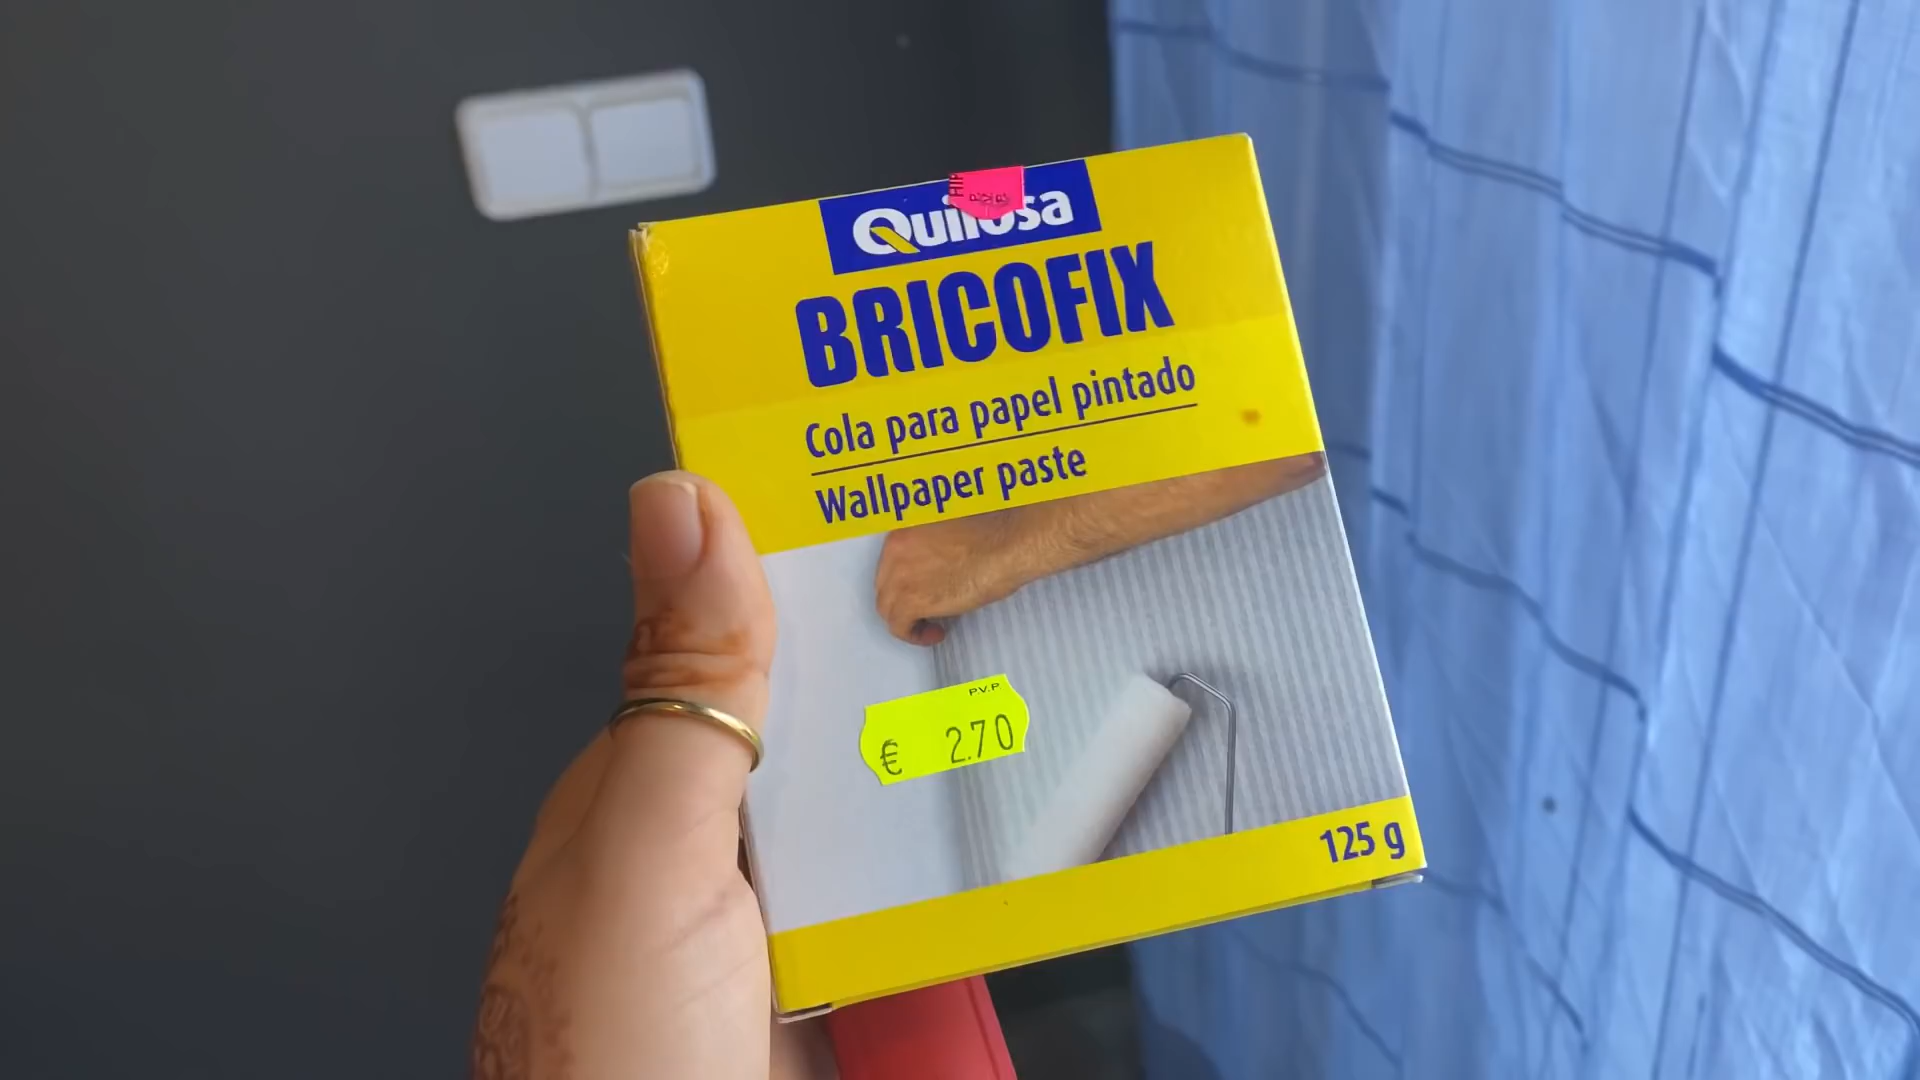 Quilosa
P.V.P.
BRICOFIX
Cola para papel pintado
Wallpaper paste
P.V.P.
€ 2.70
125 g